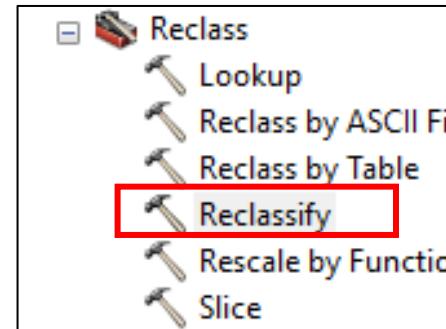 Reclass
Lookup
Reclass by ASCII Fi
Reclass by Table
Reclassify
Rescale by Functio
Slice